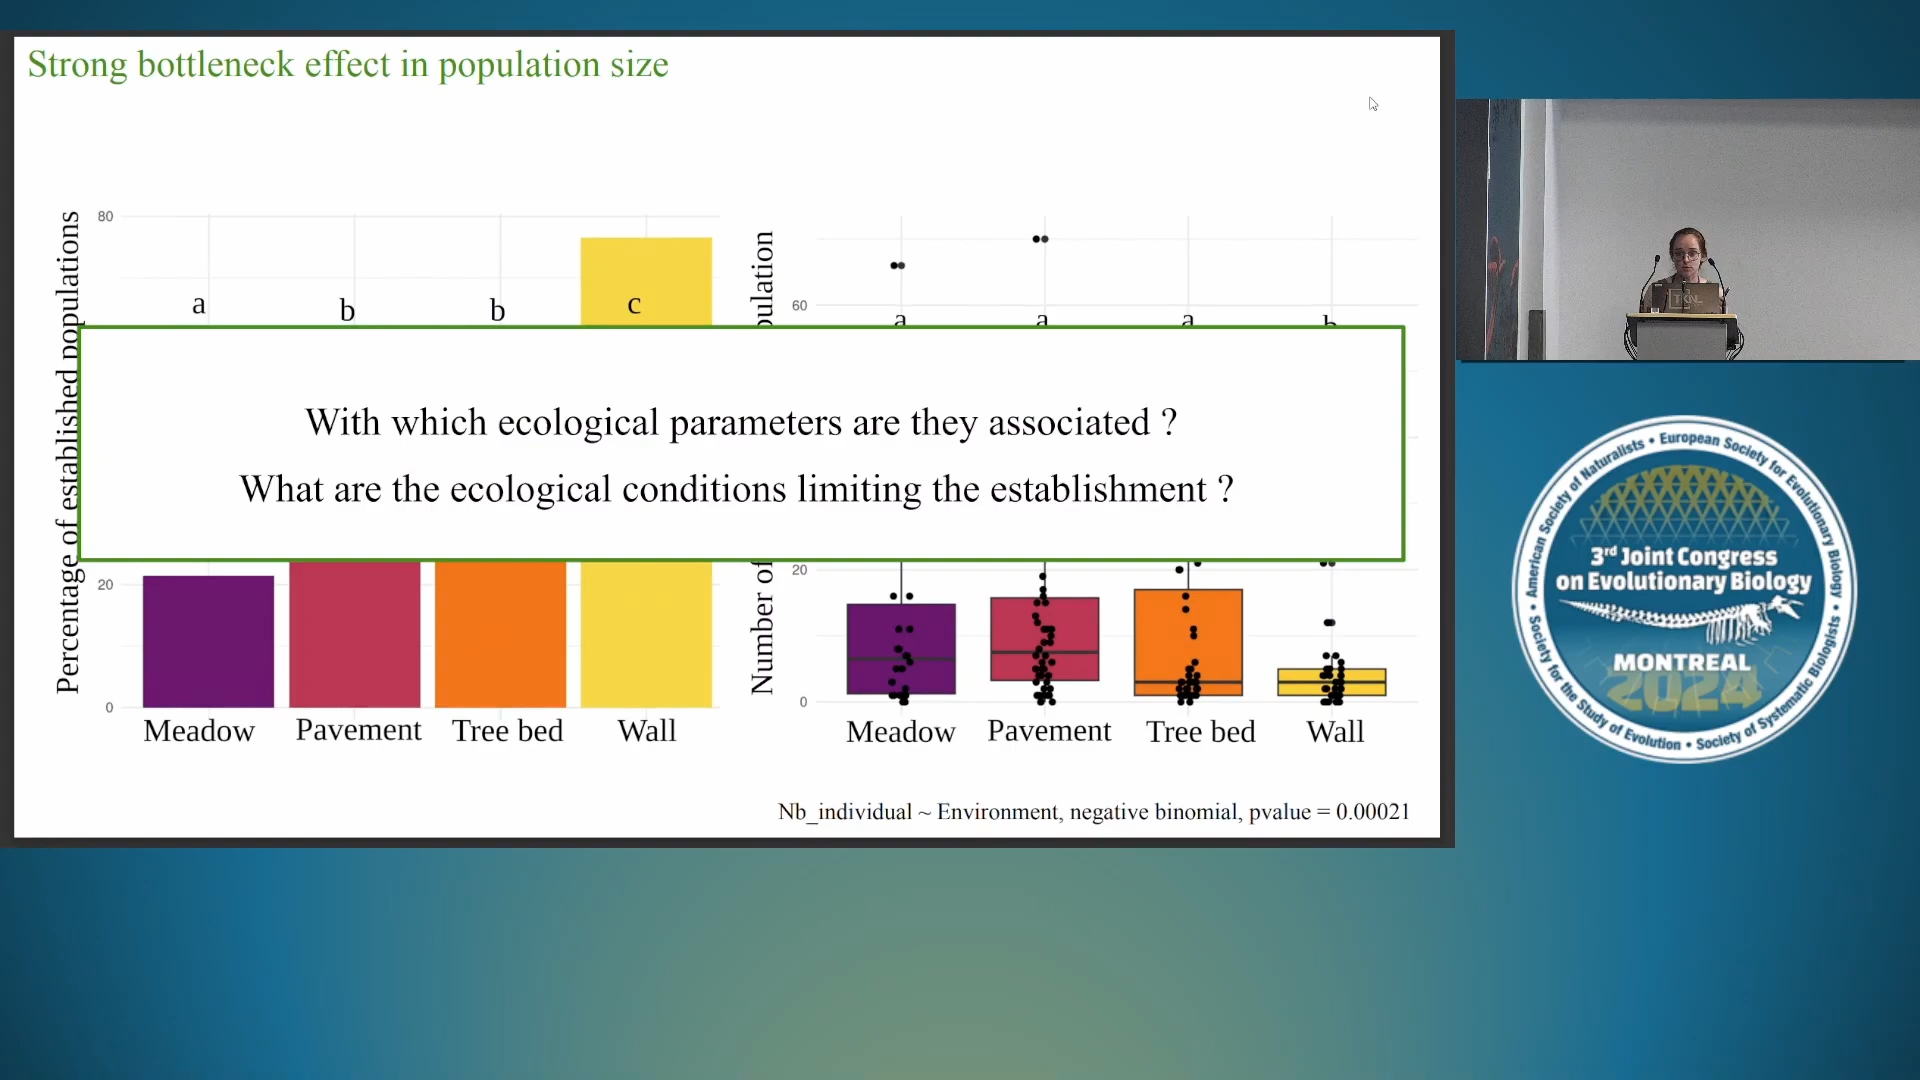 Strong bottleneck effect in population size
Percentage of established populations
80
20
0
a
b
b
c
Meadow
Pavement
Tree bed
Wall
With which ecological parameters are they associated ?
What are the ecological conditions limiting the establishment ?
Number of
60
20
0
a
a
a
b
Meadow
Pavement
Tree bed
Wall
Nb_individual ~ Environment, negative binomial, pvalue = 0.00021
American Society of Naturalists • European Society for Evolutionary Biology • Society of Systematic Biologists • Society for the Study of Evolution •
3rd Joint Congress
on Evolutionary Biology
MONTREAL
2024